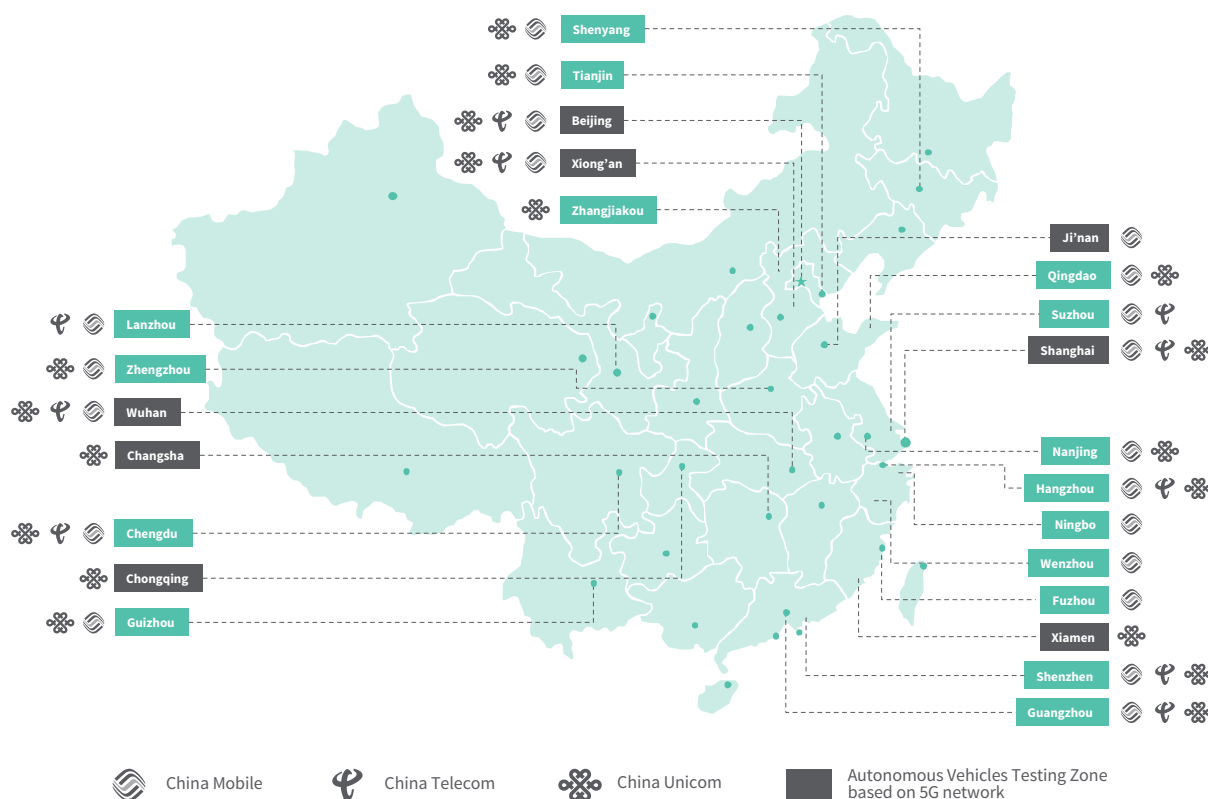 Shenyang
Tianjin
Beijing
Xiong’an
Zhangjiakou
Ji’nan
Qingdao
Suzhou
Shanghai
Lanzhou
Zhengzhou
Wuhan
Changsha
Nanjing
Hangzhou
Ningbo
Chengdu
Wenzhou
Chongqing
Fuzhou
Guizhou
Xiamen
Shenzhen
Guangzhou
China Mobile
China Telecom
China Unicom
Autonomous Vehicles Testing Zone
based on 5G network